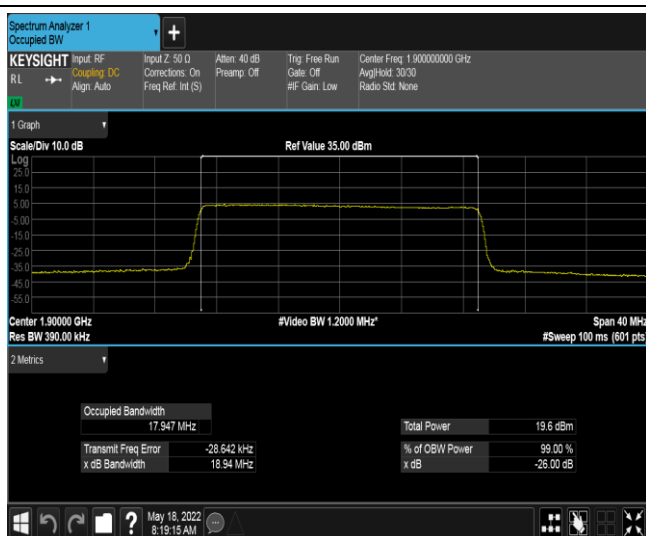 Spectrum Analyzer 1
Occupied BW
KEYSIGHT
RL
Input: RF
Coupling: DC
Align: Auto
Input Z: 50 Ω
Corrections: On
Freq Ref: Int (S)
Atten: 40 dB
Preamp: Off
Trig: Free Run
Gate: Off
#IF Gain: Low
Center Freq: 1.900000000 GHz
Avg|Hold: 30/30
Radio Std: None
1 Graph
Scale/Div 10.0 dB
Ref Value 35.00 dBm
Log
25.0
15.0
5.00
-5.00
-15.0
-25.0
-35.0
-45.0
-55.0
Center 1.90000 GHz
#Video BW 1.2000 MHz*
Span 40 MHz
Res BW 390.00 kHz
#Sweep 100 ms (601 pts)
2 Metrics
Occupied Bandwidth
17.947 MHz
Total Power 19.6 dBm
Transmit Freq Error -28.642 kHz
% of OBW Power 99.00 %
x dB Bandwidth 18.94 MHz
x dB -26.00 dB
?
May 18, 2022
8:19:15 AM